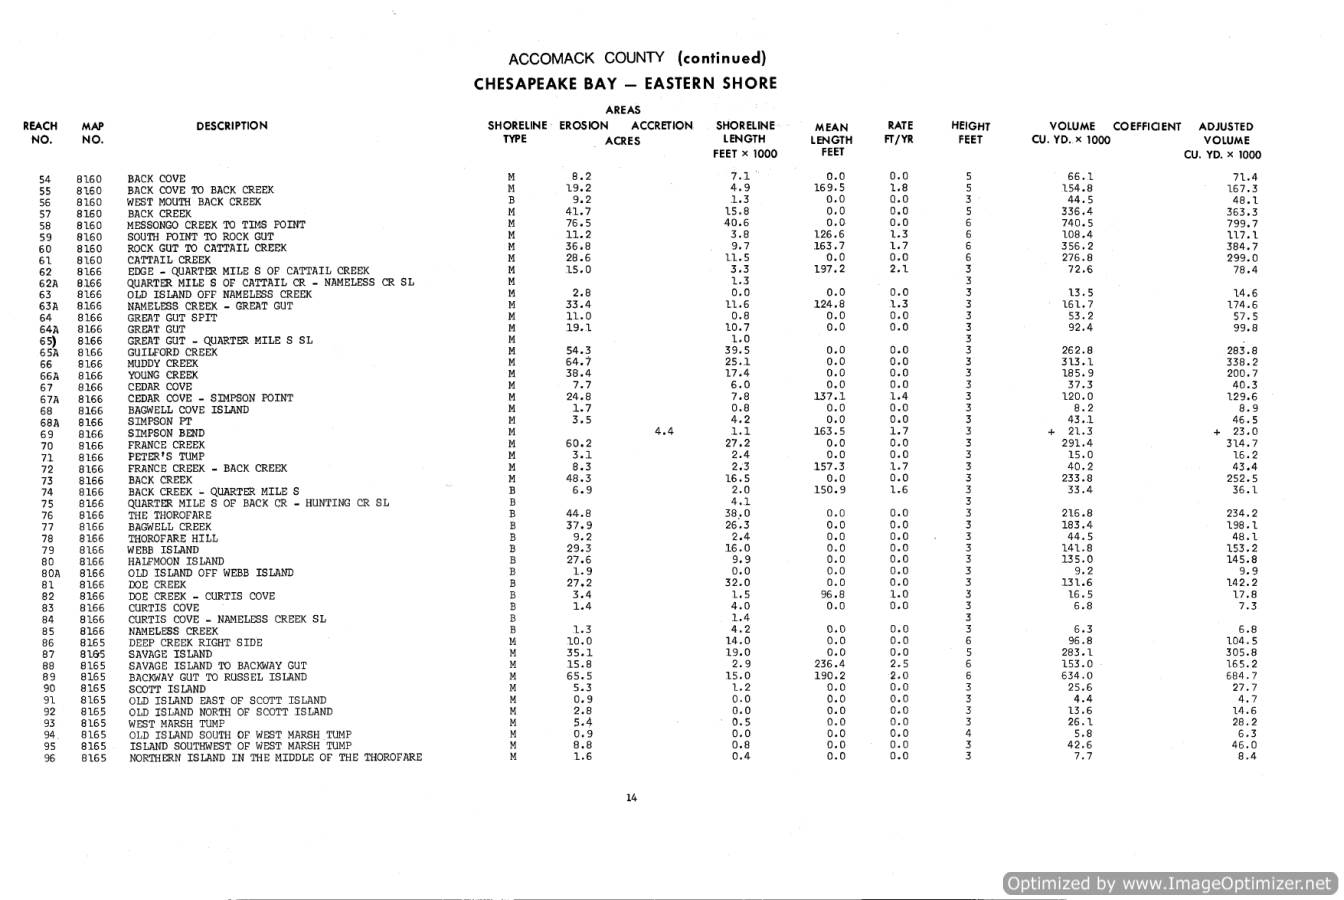 ACCOMACK COUNTY (continued)
CHESAPEAKE BAY — EASTERN SHORE
AREAS
REACH MAP DESCRIPTION SHORELINE EROSION ACCRETION SHORELINE MEAN RATE HEIGHT VOLUME COEFFICIENT ADJUSTED
NO. NO. TYPE ACRES LENGTH LENGTH FT/YR FEET CU. YD. × 1000 VOLUME
FEET × 1000 FEET CU. YD. × 1000
54 8160 BACK COVE M 8.2 7.1 0.0 0.0 5 66.1 71.4
55 8160 BACK COVE TO BACK CREEK M 19.2 4.9 169.5 1.8 5 154.8 167.3
56 8160 WEST MOUTH BACK CREEK B 9.2 1.3 0.0 0.0 3 44.5 48.1
57 8160 BACK CREEK M 41.7 15.8 0.0 0.0 5 336.4 363.3
58 8160 MESSONGO CREEK TO TIMS POINT M 76.5 40.6 0.0 0.0 6 740.5 799.7
59 8160 SOUTH POINT TO ROCK GUT M 11.2 3.8 126.6 1.3 6 108.4 117.1
60 8160 ROCK GUT TO CATTAIL CREEK M 36.8 9.7 163.7 1.7 6 356.2 384.7
61 8160 CATTAIL CREEK M 28.6 11.5 0.0 0.0 6 276.8 299.0
62 8166 EDGE - QUARTER MILE S OF CATTAIL CREEK M 15.0 3.3 197.2 2.1 3 72.6 78.4
62A 8166 QUARTER MILE S OF CATTAIL CR - NAMELESS CR SL M 1.3 3
63 8166 OLD ISLAND OFF NAMELESS CREEK M 2.8 0.0 0.0 0.0 3 13.5 14.6
63A 8166 NAMELESS CREEK - GREAT GUT M 33.4 11.6 124.8 1.3 3 161.7 174.6
64 8166 GREAT GUT SPIT M 11.0 0.8 0.0 0.0 3 53.2 57.5
64A 8166 GREAT GUT M 19.1 10.7 0.0 0.0 3 92.4 99.8
65) 8166 GREAT GUT - QUARTER MILE S SL M 1.0 3
65A 8166 GUILFORD CREEK M 54.3 39.5 0.0 0.0 3 262.8 283.8
66 8166 MUDDY CREEK M 64.7 25.1 0.0 0.0 3 313.1 338.2
66A 8166 YOUNG CREEK M 38.4 17.4 0.0 0.0 3 185.9 200.7
67 8166 CEDAR COVE M 7.7 6.0 0.0 0.0 3 37.3 40.3
67A 8166 CEDAR COVE - SIMPSON POINT M 24.8 7.8 137.1 1.4 3 120.0 129.6
68 8166 BAGWELL COVE ISLAND M 1.7 0.8 0.0 0.0 3 8.2 8.9
68A 8166 SIMPSON PT M 3.5 4.2 0.0 0.0 3 43.1 46.5
69 8166 SIMPSON BEND M 4.4 1.1 163.5 1.7 3 + 21.3 + 23.0
70 8166 FRANCE CREEK M 60.2 27.2 0.0 0.0 3 291.4 314.7
71 8166 PETER'S TUMP M 3.1 2.4 0.0 0.0 3 15.0 16.2
72 8166 FRANCE CREEK - BACK CREEK M 8.3 2.3 157.3 1.7 3 40.2 43.4
73 8166 BACK CREEK M 48.3 16.5 0.0 0.0 3 233.8 252.5
74 8166 BACK CREEK - QUARTER MILE S B 6.9 2.0 150.9 1.6 3 33.4 36.1
75 8166 QUARTER MILE S OF BACK CR - HUNTING CR SL B 4.1 3
76 8166 THE THOROFARE B 44.8 38.0 0.0 0.0 3 216.8 234.2
77 8166 BAGWELL CREEK B 37.9 26.3 0.0 0.0 3 183.4 198.1
78 8166 THOROFARE HILL B 9.2 2.4 0.0 0.0 3 44.5 48.1
79 8166 WEBB ISLAND B 29.3 16.0 0.0 0.0 3 141.8 153.2
80 8166 HALFMOON ISLAND B 27.6 9.9 0.0 0.0 3 135.0 145.8
80A 8166 OLD ISLAND OFF WEBB ISLAND B 1.9 0.0 0.0 0.0 3 9.2 9.9
81 8166 DOE CREEK B 27.2 32.0 0.0 0.0 3 131.6 142.2
82 8166 DOE CREEK - CURTIS COVE B 3.4 1.5 96.8 1.0 3 16.5 17.8
83 8166 CURTIS COVE B 1.4 4.0 0.0 0.0 3 6.8 7.3
84 8166 CURTIS COVE - NAMELESS CREEK SL B 1.4 3
85 8166 NAMELESS CREEK B 1.3 4.2 0.0 0.0 3 6.3 6.8
86 8165 DEEP CREEK RIGHT SIDE M 10.0 14.0 0.0 0.0 6 96.8 104.5
87 8165 SAVAGE ISLAND M 35.1 19.0 0.0 0.0 5 283.1 305.8
88 8165 SAVAGE ISLAND TO BACKWAY GUT M 15.8 2.9 236.4 2.5 6 153.0 165.2
89 8165 BACKWAY GUT TO RUSSEL ISLAND M 65.5 15.0 190.2 2.0 6 634.0 684.7
90 8165 SCOTT ISLAND M 5.3 1.2 0.0 0.0 3 25.6 27.7
91 8165 OLD ISLAND EAST OF SCOTT ISLAND M 0.9 0.0 0.0 0.0 3 4.4 4.7
92 8165 OLD ISLAND NORTH OF SCOTT ISLAND M 2.8 0.0 0.0 0.0 3 13.6 14.6
93 8165 WEST MARSH TUMP M 5.4 0.5 0.0 0.0 3 26.1 28.2
94 8165 OLD ISLAND SOUTH OF WEST MARSH TUMP M 0.9 0.0 0.0 0.0 4 5.8 6.3
95 8165 ISLAND SOUTHWEST OF WEST MARSH TUMP M 8.8 0.8 0.0 0.0 3 42.6 46.0
96 8165 NORTHERN ISLAND IN THE MIDDLE OF THE THOROFARE M 1.6 0.4 0.0 0.0 3 7.7 8.4
14
Optimized by www.ImageOptimizer.net